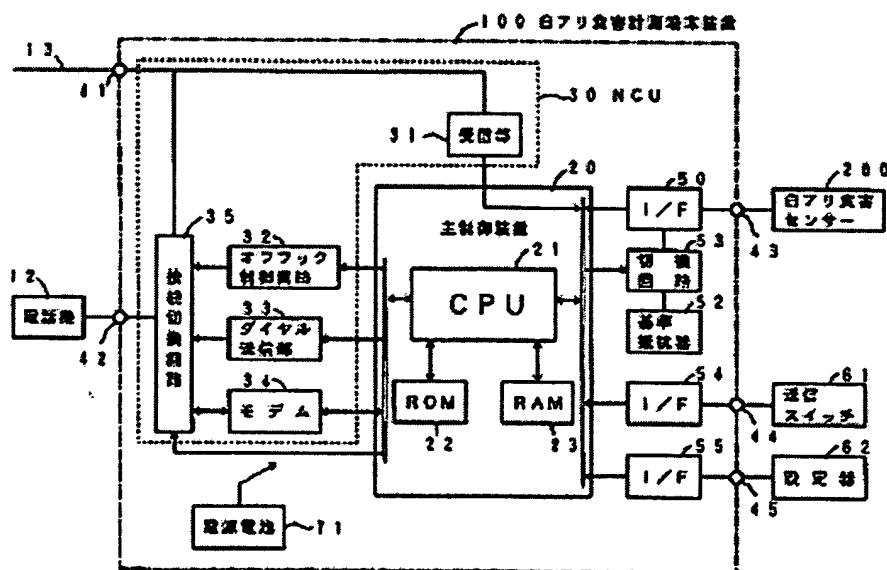 100 白アリ食害計測端末装置
13
41
30 NCU
31
受信部
20
50
I/F
200
白アリ食害
センサー
43
35
接続切換回路
32
オフフック
制御回路
主制御装置
21
CPU
53
切換
回路
52
基準
抵抗器
12
電話機
42
33
ダイヤル
送信部
34
モデム
ROM
22
RAM
23
54
I/F
44
61
送信
スイッチ
55
I/F
45
62
設定器
電源電池
71